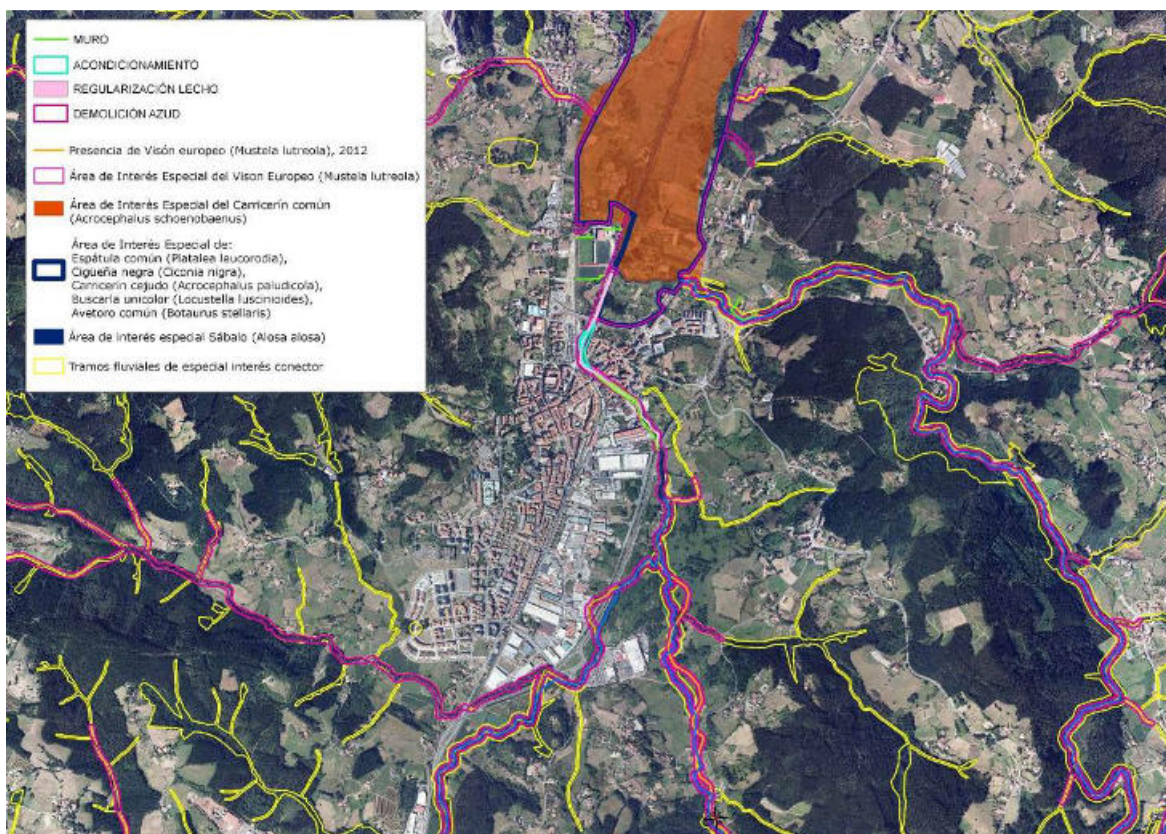 MURO
ACONDICIONAMIENTO
REGULARIZACIÓN LECHO
DEMOLICIÓN AZUD
Presencia de Visón europeo (Mustela lutreola), 2012
Área de Interés Especial del Vison Europeo (Mustela lutreola)
Área de Interés Especial del Carricerín común
(Acrocephalus schoenobaenus)
Área de Interés Especial de:
Espátula común (Platalea leucorodia),
Cigüeña negra (Ciconia nigra),
Carricerín cejudo (Acrocephalus paludicola),
Buscarla unicolor (Locustella luscinioides),
Avetoro común (Botaurus stellaris)
Área de interés especial Sábalo (Alosa alosa)
Tramos fluviales de especial interés conector